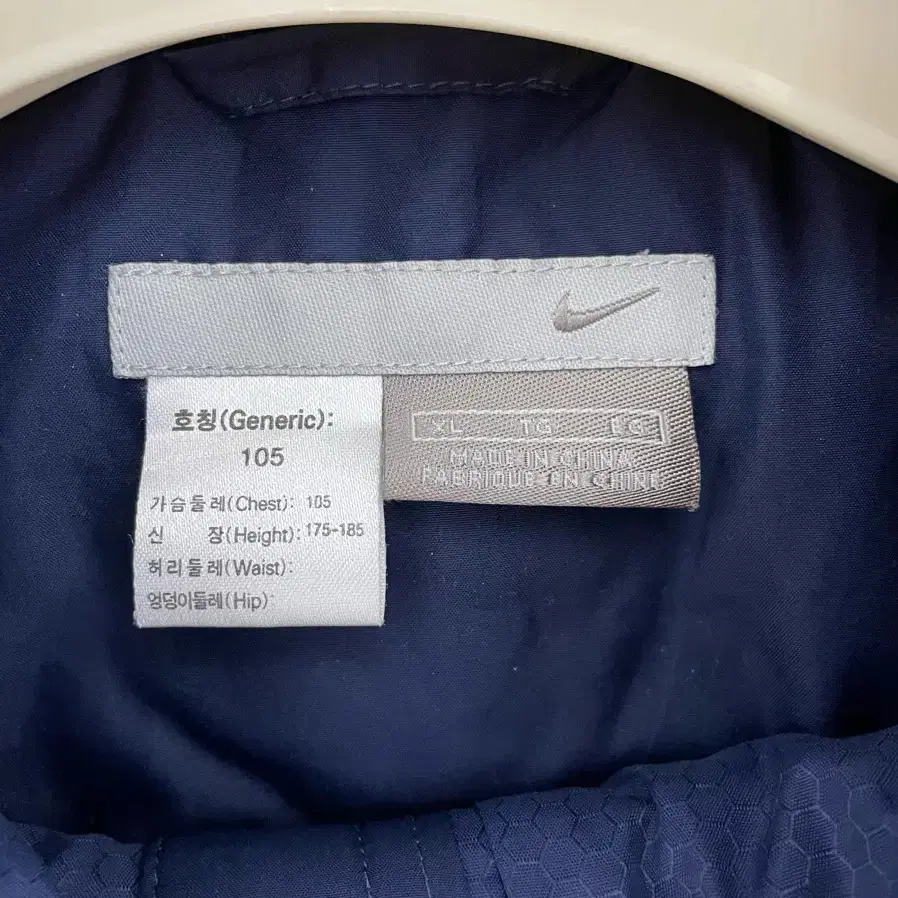 호칭(Generic):
105
가슴둘레(Chest): 105
신 장(Height): 175-185
허리둘레(Waist):
엉덩이둘레(Hip)
XL TG EG
MADE IN CHINA
FABRIQUE EN CHINE